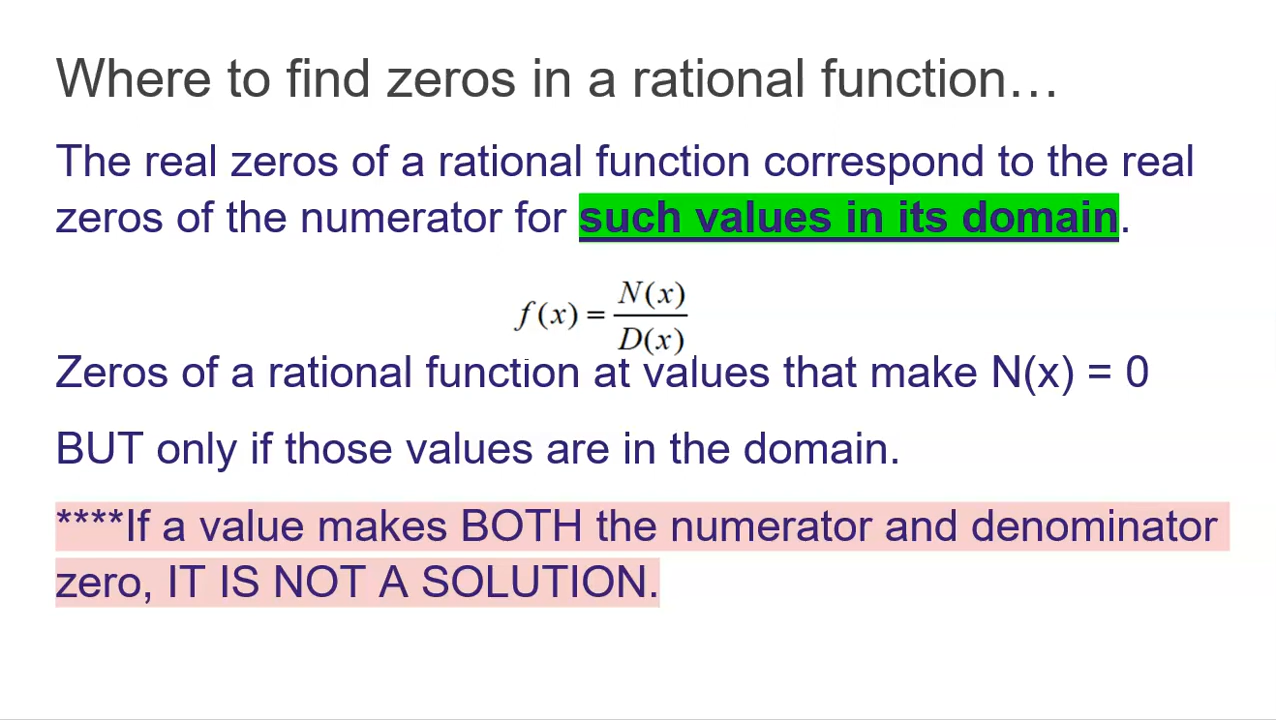 Where to find zeros in a rational function…
The real zeros of a rational function correspond to the real
zeros of the numerator for such values in its domain.
f(x) = N(x)/D(x)
Zeros of a rational function at values that make N(x) = 0
BUT only if those values are in the domain.
****If a value makes BOTH the numerator and denominator
zero, IT IS NOT A SOLUTION.